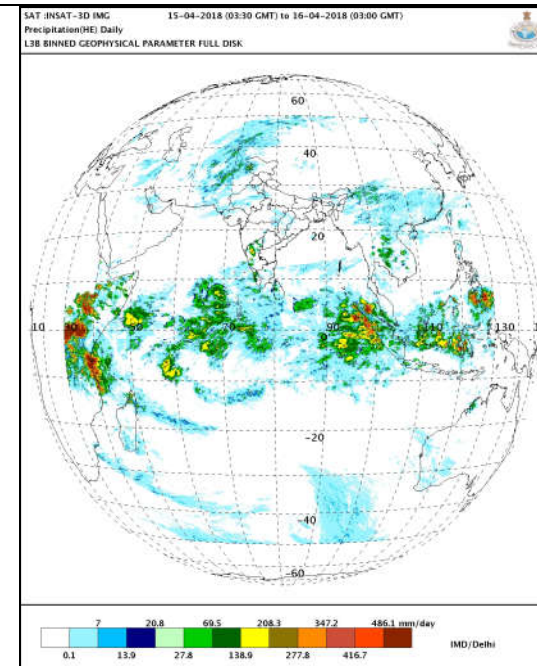 SAT :INSAT-3D IMG 15-04-2018 (03:30 GMT) to 16-04-2018 (03:00 GMT)
Precipitation(HE) Daily
L3B BINNED GEOPHYSICAL PARAMETER FULL DISK
60
40
20
10 30 50 70 90 110 130
-20
-40
-60
7 20.8 69.5 208.3 347.2 486.1 mm/day
0.1 13.9 27.8 138.9 277.8 416.7
IMD/Delhi